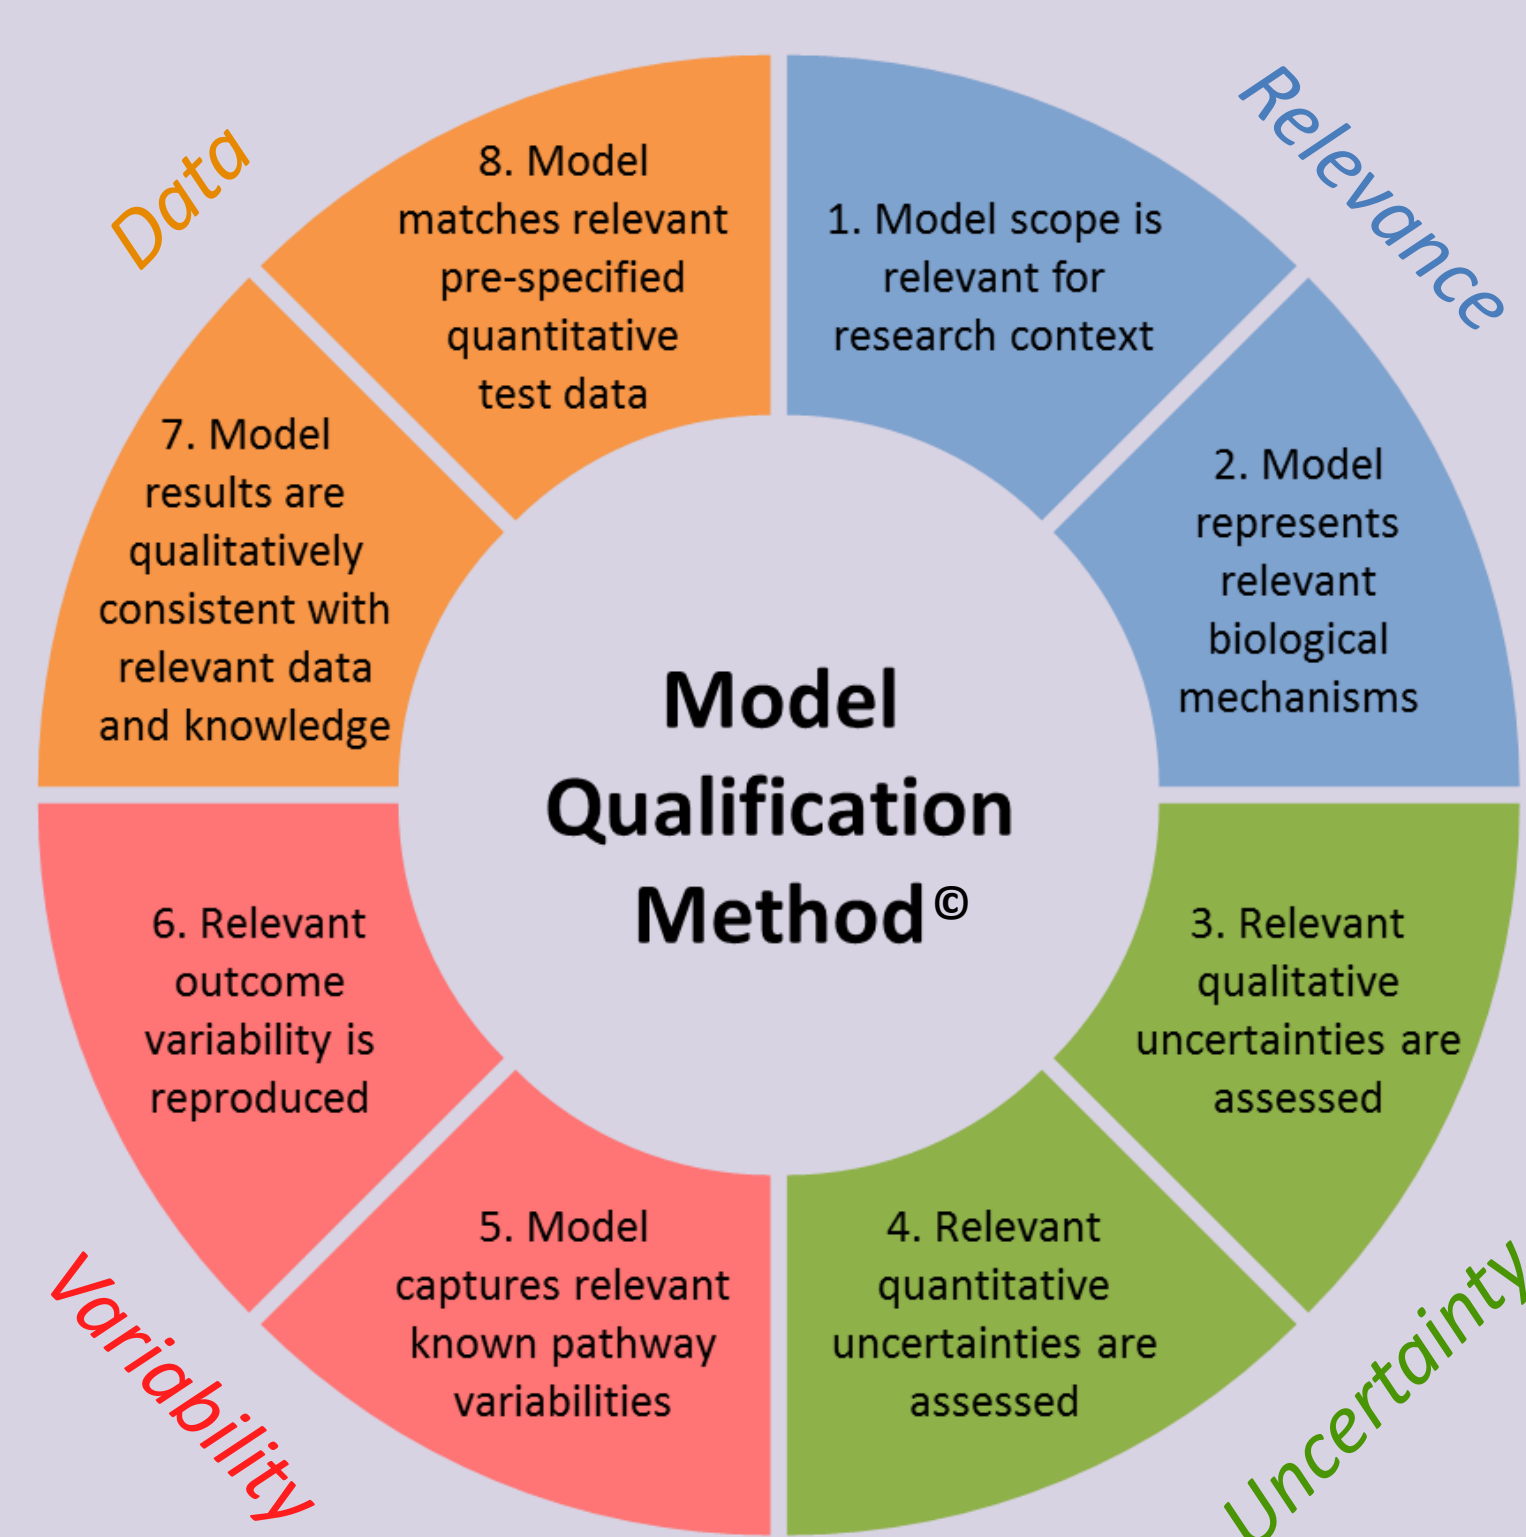 Relevance
1. Model scope is
relevant for
research context
2. Model
represents
relevant
biological
mechanisms
Uncertainty
3. Relevant
qualitative
uncertainties are
assessed
4. Relevant
quantitative
uncertainties are
assessed
Variability
5. Model
captures relevant
known pathway
variabilities
6. Relevant
outcome
variability is
reproduced
Data
7. Model
results are
qualitatively
consistent with
relevant data
and knowledge
8. Model
matches relevant
pre-specified
quantitative
test data
Model
Qualification
Method©